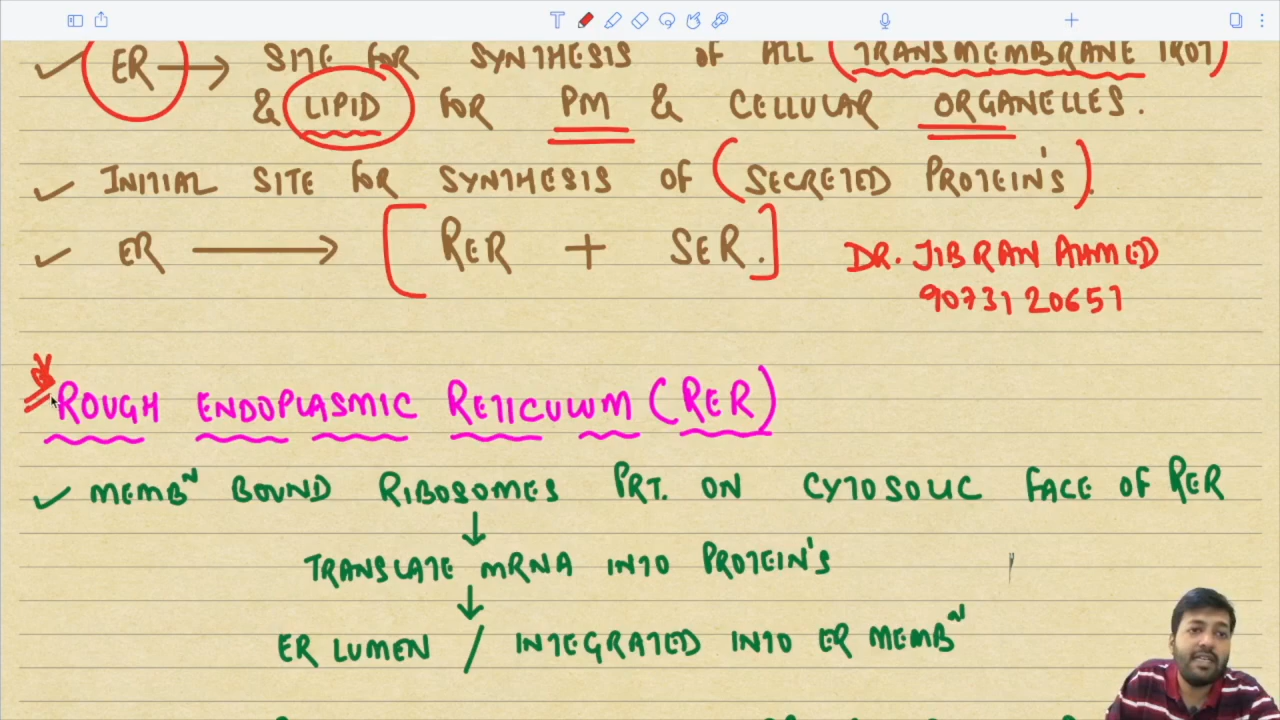 ER → SITE FOR SYNTHESIS OF ALL (TRANSMEMBRANE PROT)
& LIPID FOR PM & CELLULAR ORGANELLES.
INITIAL SITE FOR SYNTHESIS OF (SECRETED PROTEIN'S).
ER → [RER + SER.]
DR. JIBRAN AHMED
9073120651
ROUGH ENDOPLASMIC RETICULUM (RER)
MEMBN BOUND RIBOSOMES PRT. ON CYTOSOLIC FACE OF RER
↓
TRANSLATE mRNA INTO PROTEIN'S
↓
ER LUMEN / INTEGRATED INTO ER MEMBN